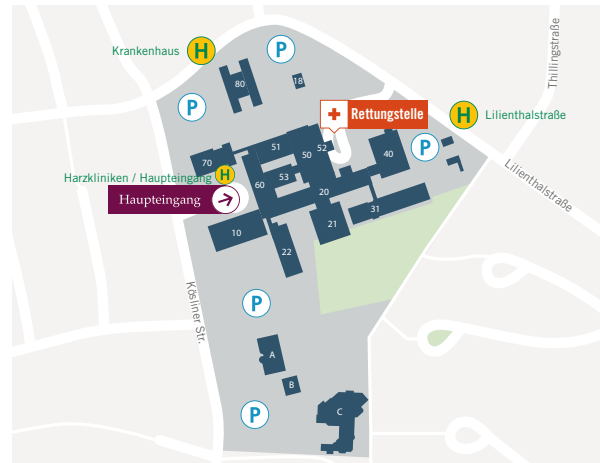 Krankenhaus H
P
Thillingstraße
80
18
P
Rettungstelle
H Lilienthalstraße
51
52
50
P
40
70
Lilienthalstraße
Harzkliniken / Haupteingang H
53
60
20
Haupteingang
31
10
21
22
P
Kösliner Str.
A
B
P
C